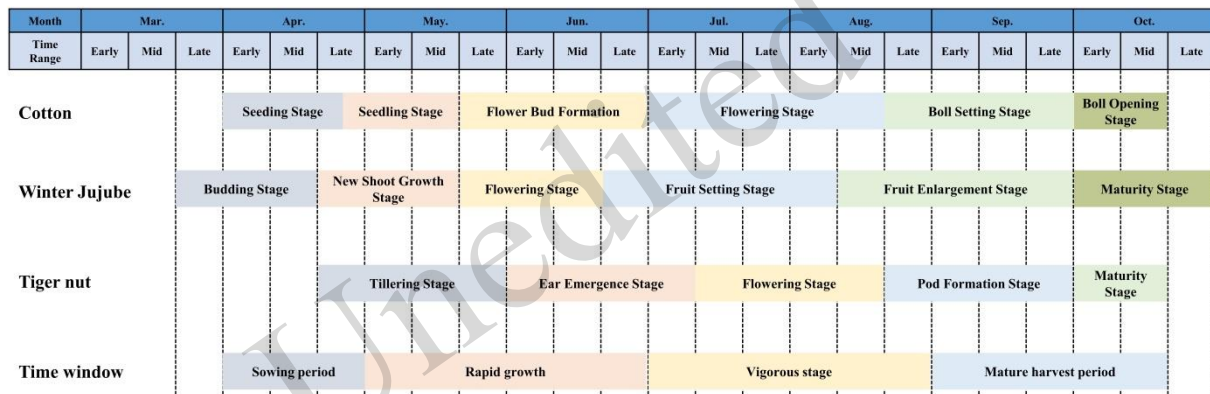 Month Mar. Apr. May. Jun. Jul. Aug. Sep. Oct.
Time Range Early Mid Late Early Mid Late Early Mid Late Early Mid Late Early Mid Late Early Mid Late Early Mid Late Early Mid Late
Cotton Seeding Stage Seedling Stage Flower Bud Formation Flowering Stage Boll Setting Stage Boll Opening Stage
Winter Jujube Budding Stage New Shoot Growth Stage Flowering Stage Fruit Setting Stage Fruit Enlargement Stage Maturity Stage
Tiger nut Tillering Stage Ear Emergence Stage Flowering Stage Pod Formation Stage Maturity Stage
Time window Sowing period Rapid growth Vigorous stage Mature harvest period
Unedited